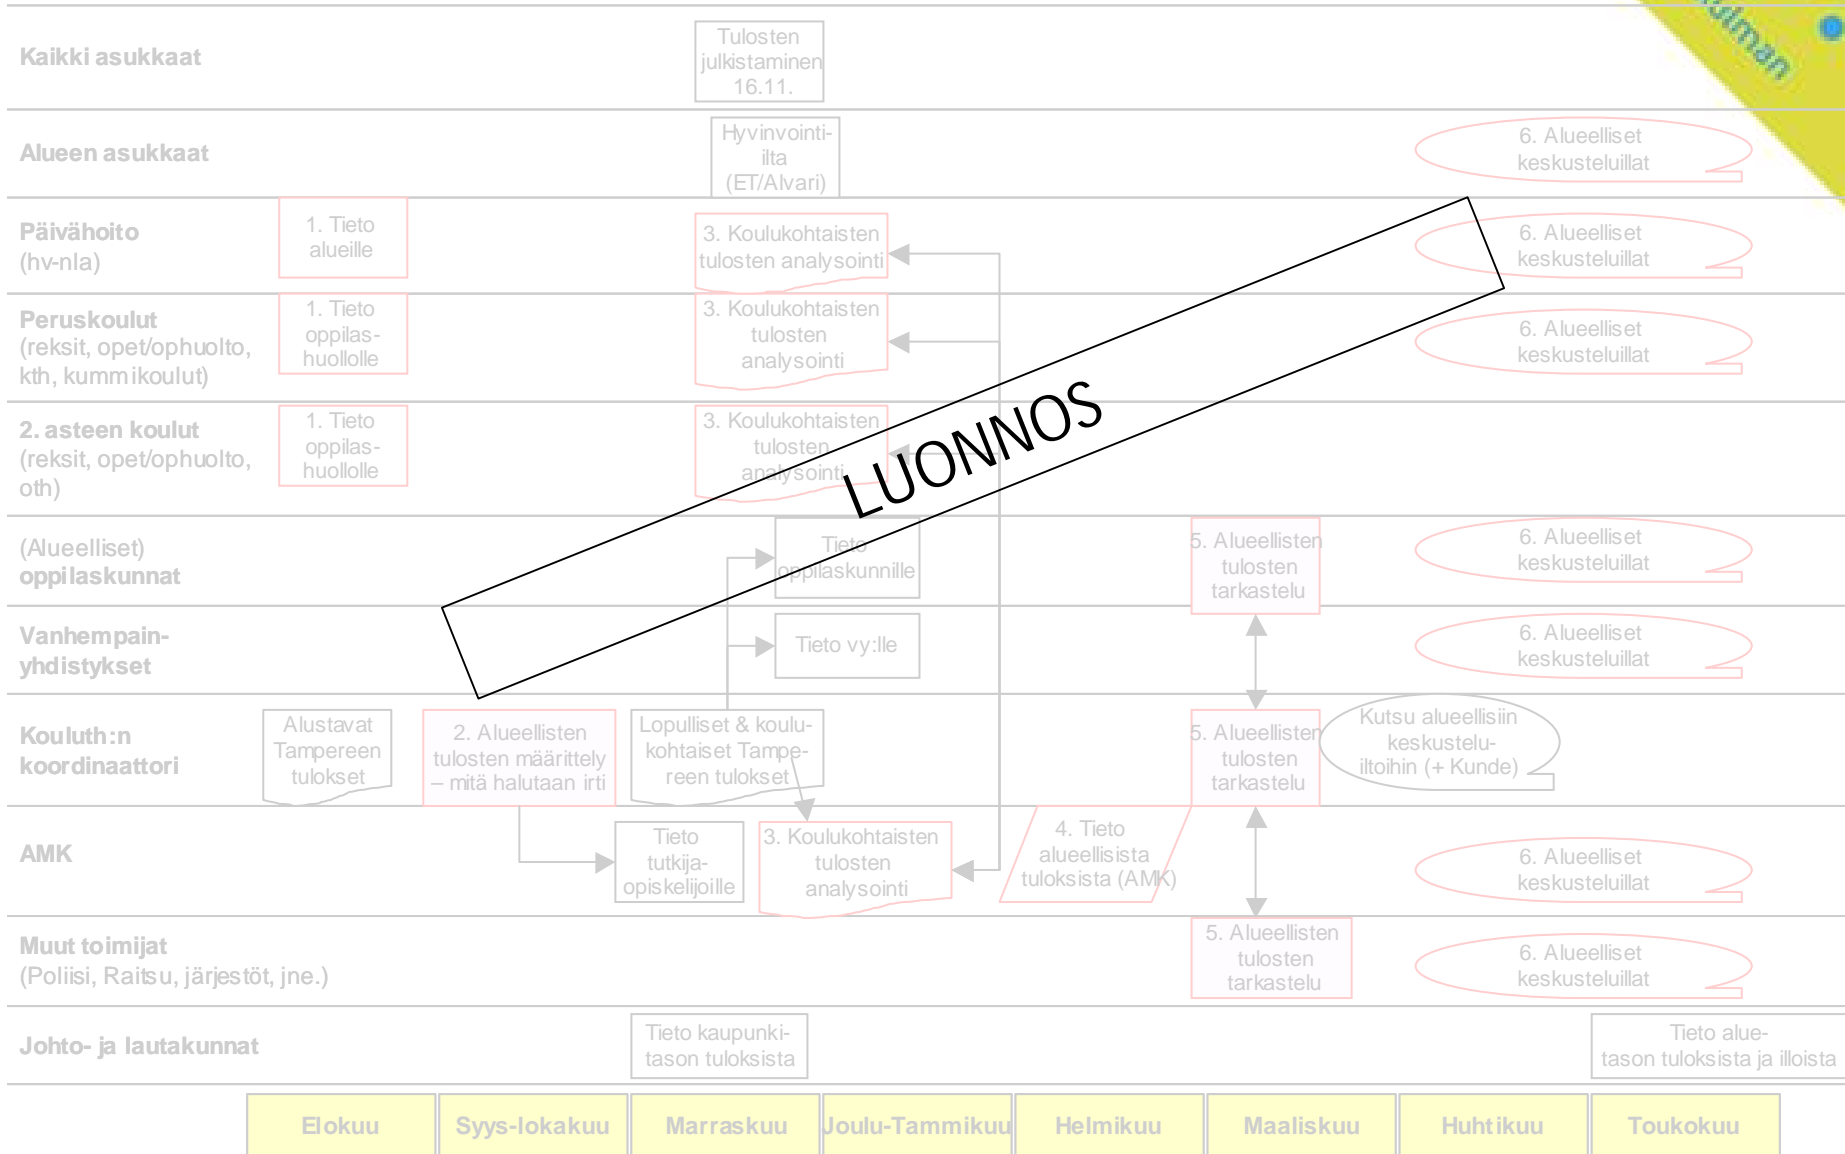 ulman
Kaikki asukkaat
Tulosten
julkistaminen
16.11.
Alueen asukkaat
Hyvinvointi-
ilta
(ET/Alvari)
6. Alueelliset
keskusteluillat
Päivähoito
(hv-nla)
1. Tieto
alueille
3. Koulukohtaisten
tulosten analysointi
6. Alueelliset
keskusteluillat
Peruskoulut
(reksit, opet/ophuolto,
kth, kummikoulut)
1. Tieto
oppilas-
huollolle
3. Koulukohtaisten
tulosten
analysointi
6. Alueelliset
keskusteluillat
2. asteen koulut
(reksit, opet/ophuolto,
oth)
1. Tieto
oppilas-
huollolle
3. Koulukohtaisten
tulosten
analysointi
LUONNOS
(Alueelliset)
oppilaskunnat
Tieto
oppilaskunnille
5. Alueellisten
tulosten
tarkastelu
6. Alueelliset
keskusteluillat
Vanhempain-
yhdistykset
Tieto vy:lle
6. Alueelliset
keskusteluillat
Kouluth:n
koordinaattori
Alustavat
Tampereen
tulokset
2. Alueellisten
tulosten määrittely
– mitä halutaan irti
Lopulliset & koulu-
kohtaiset Tampe-
reen tulokset
5. Alueellisten
tulosten
tarkastelu
Kutsu alueellisiin
keskustelu-
iltoihin (+ Kunde)
AMK
Tieto
tutkija-
opiskelijoille
3. Koulukohtaisten
tulosten
analysointi
4. Tieto
alueellisista
tuloksista (AMK)
6. Alueelliset
keskusteluillat
Muut toimijat
(Poliisi, Raitsu, järjestöt, jne.)
5. Alueellisten
tulosten
tarkastelu
6. Alueelliset
keskusteluillat
Johto- ja lautakunnat
Tieto kaupunki-
tason tuloksista
Tieto alue-
tason tuloksista ja illoista
Elokuu
Syys-lokakuu
Marraskuu
Joulu-Tammikuu
Helmikuu
Maaliskuu
Huhtikuu
Toukokuu